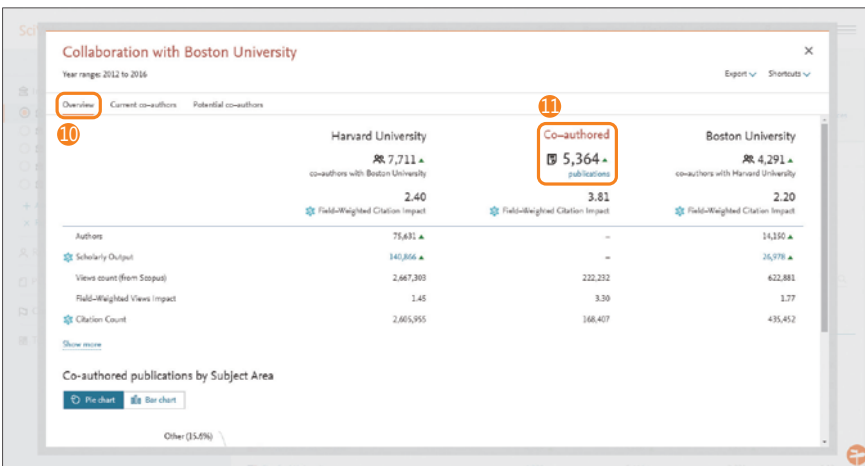 Sci
Collaboration with Boston University
Year range: 2012 to 2016
Export Shortcuts
Overview Current co-authors Potential co-authors
10
11
Harvard University Co-authored Boston University
7,711 5,364 4,291
co-authors with Boston University publications co-authors with Harvard University
2.40 3.81 2.20
Field-Weighted Citation Impact Field-Weighted Citation Impact Field-Weighted Citation Impact
Authors 75,631 – 14,150
Scholarly Output 140,866 – 26,978
Views count (from Scopus) 2,667,303 222,232 622,881
Field-Weighted Views Impact 1.45 3.30 1.77
Citation Count 2,605,955 168,407 435,452
Show more
Co-authored publications by Subject Area
Pie chart Bar chart
Other (15.6%)